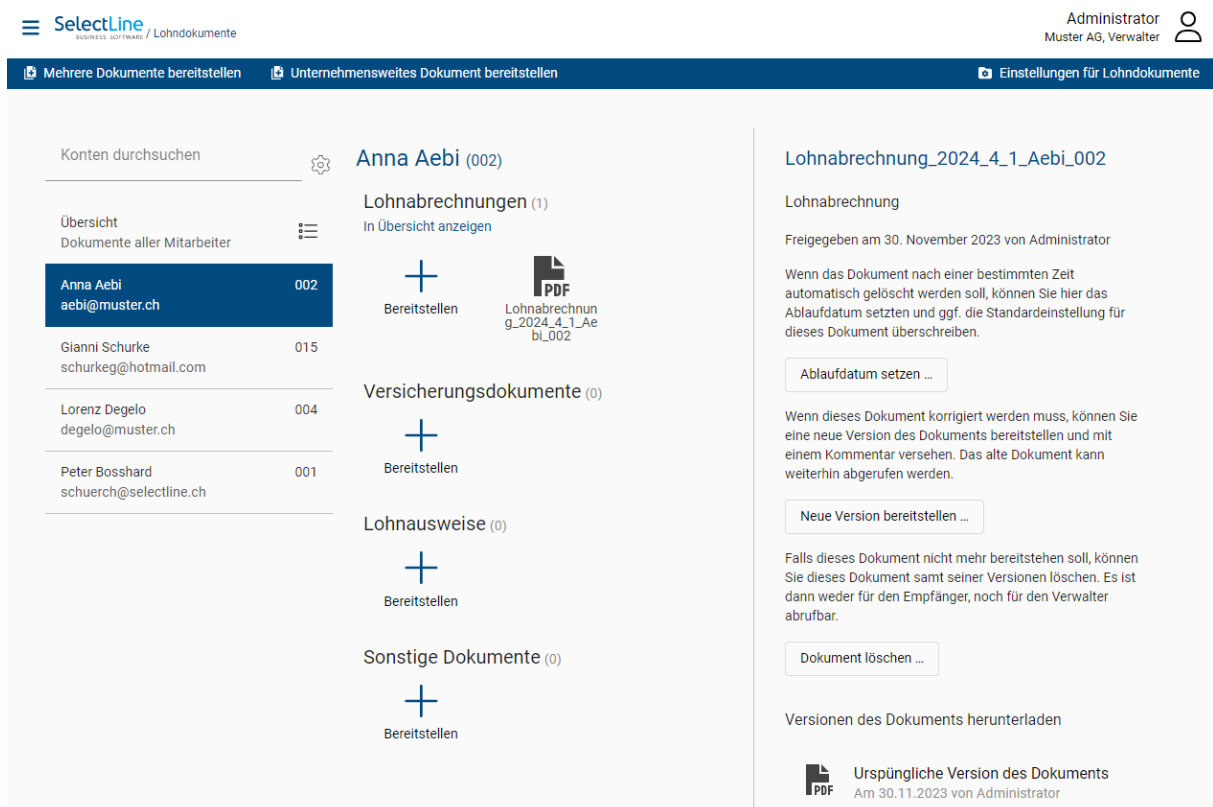 SelectLine
BUSINESS SOFTWARE
/ Lohndokumente
Administrator
Muster AG, Verwalter
Mehrere Dokumente bereitstellen
Unternehmensweites Dokument bereitstellen
Einstellungen für Lohndokumente
Konten durchsuchen
Übersicht
Dokumente aller Mitarbeiter
Anna Aebi 002
aebi@muster.ch
Gianni Schurke 015
schurkeg@hotmail.com
Lorenz Degelo 004
degelo@muster.ch
Peter Bosshard 001
schuerch@selectline.ch
Anna Aebi (002)
Lohnabrechnungen (1)
In Übersicht anzeigen
Bereitstellen
PDF
Lohnabrechnun
g_2024_4_1_Ae
bi_002
Versicherungsdokumente (0)
Bereitstellen
Lohnausweise (0)
Bereitstellen
Sonstige Dokumente (0)
Bereitstellen
Lohnabrechnung_2024_4_1_Aebi_002
Lohnabrechnung
Freigegeben am 30. November 2023 von Administrator
Wenn das Dokument nach einer bestimmten Zeit
automatisch gelöscht werden soll, können Sie hier das
Ablaufdatum setzten und ggf. die Standardeinstellung für
dieses Dokument überschreiben.
Ablaufdatum setzen ...
Wenn dieses Dokument korrigiert werden muss, können Sie
eine neue Version des Dokuments bereitstellen und mit
einem Kommentar versehen. Das alte Dokument kann
weiterhin abgerufen werden.
Neue Version bereitstellen ...
Falls dieses Dokument nicht mehr bereitstehen soll, können
Sie dieses Dokument samt seiner Versionen löschen. Es ist
dann weder für den Empfänger, noch für den Verwalter
abrufbar.
Dokument löschen ...
Versionen des Dokuments herunterladen
PDF
Urspüngliche Version des Dokuments
Am 30.11.2023 von Administrator